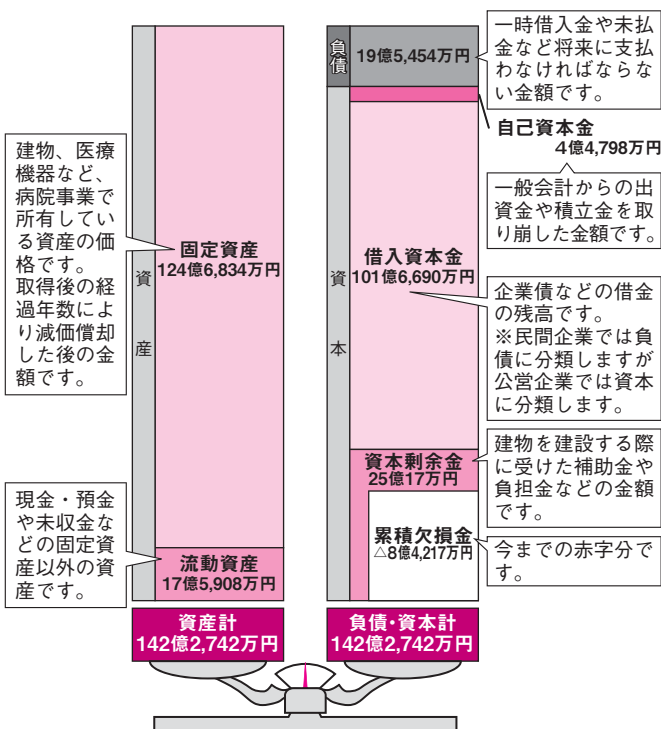 建物、医療
機器など、
病院事業で
所有してい
る資産の価
格です。
取得後の経
過年数によ
り減価償却
した後の金
額です。
現金・預金
や未収金な
どの固定資
産以外の資
産です。
資産
固定資産
124億6,834万円
流動資産
17億5,908万円
資産計
142億2,742万円
負債
19億5,454万円
一時借入金や未払
金など将来に支払
わなければならな
い金額です。
資本
自己資本金
4億4,798万円
一般会計からの出
資金や積立金を取
り崩した金額です。
借入資本金
101億6,690万円
企業債などの借金
の残高です。
※民間企業では負
債に分類しますが
公営企業では資本
に分類します。
資本剰余金
25億17万円
建物を建設する際
に受けた補助金や
負担金などの金額
です。
累積欠損金
△8億4,217万円
今までの赤字分で
す。
負債・資本計
142億2,742万円